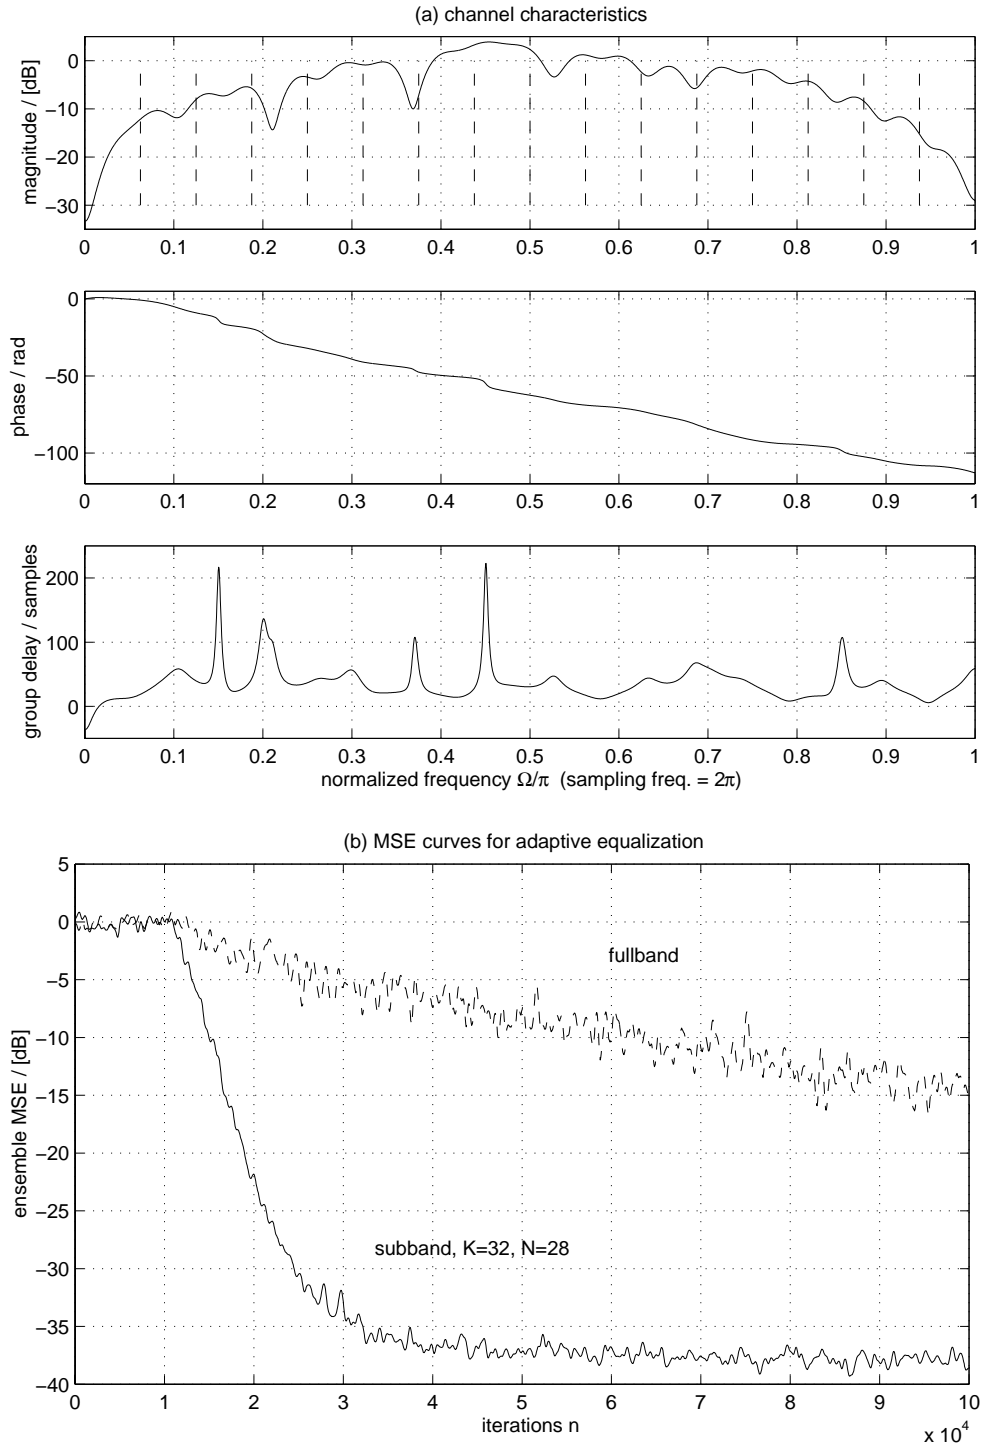 (a) channel characteristics
magnitude / [dB]
0
−10
−20
−30
0 0.1 0.2 0.3 0.4 0.5 0.6 0.7 0.8 0.9 1
phase / rad
0
−50
−100
0 0.1 0.2 0.3 0.4 0.5 0.6 0.7 0.8 0.9 1
group delay / samples
200
100
0
0 0.1 0.2 0.3 0.4 0.5 0.6 0.7 0.8 0.9 1
normalized frequency Ω/π (sampling freq. = 2π)
(b) MSE curves for adaptive equalization
ensemble MSE / [dB]
5
0
−5
−10
−15
−20
−25
−30
−35
−40
fullband
subband, K=32, N=28
0 1 2 3 4 5 6 7 8 9 10
iterations n
x 10⁴